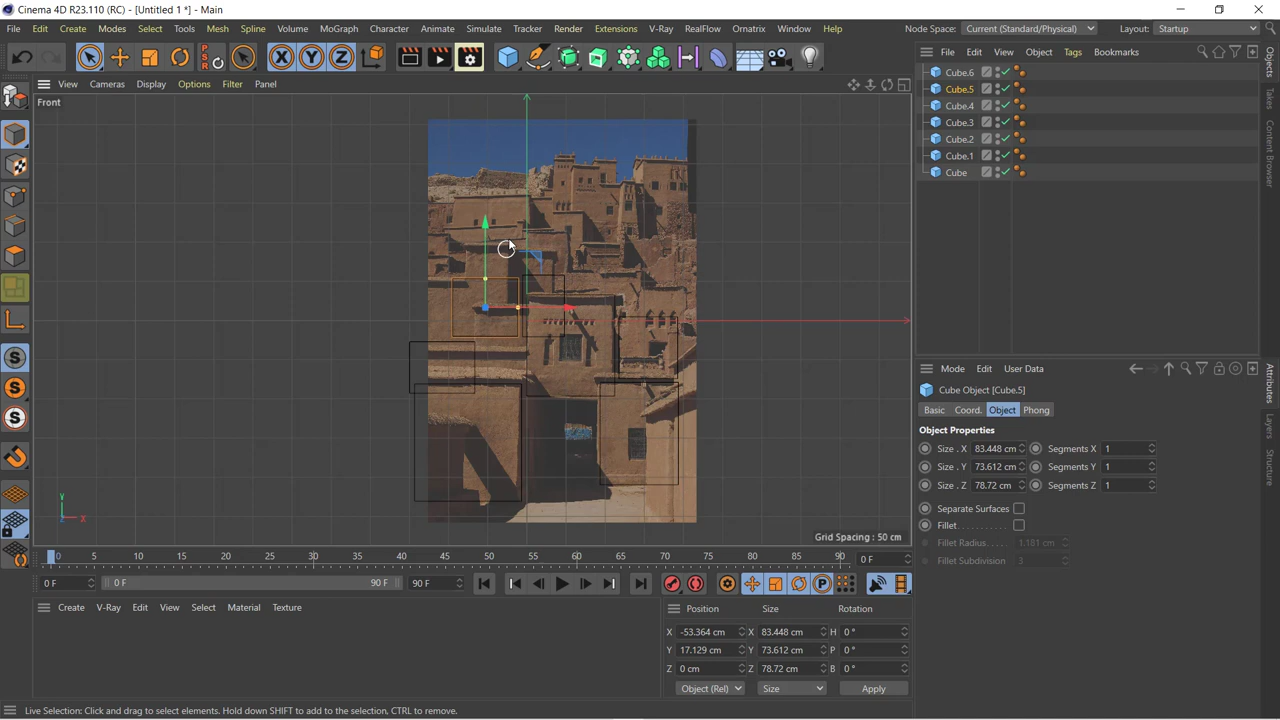 Cinema 4D R23.110 (RC) - [Untitled 1 *] - Main
File Edit Create Modes Select Tools Mesh Spline Volume MoGraph Character Animate Simulate Tracker Render Extensions V-Ray RealFlow Ornatrix Window Help
Node Space: Current (Standard/Physical) Layout: Startup
PSR
X Y Z
View Cameras Display Options Filter Panel
Front
Grid Spacing : 50 cm
Y
Z X
File Edit View Object Tags Bookmarks
Cube.6
Cube.5
Cube.4
Cube.3
Cube.2
Cube.1
Cube
Objects
Takes
Content Browser
Mode Edit User Data
Cube Object [Cube.5]
Basic Coord. Object Phong
Object Properties
Size . X 83.448 cm Segments X 1
Size . Y 73.612 cm Segments Y 1
Size . Z 78.72 cm Segments Z 1
Separate Surfaces
Fillet
Fillet Radius 1.181 cm
Fillet Subdivision 3
Attributes
Layers
Structure
0 5 10 15 20 25 30 35 40 45 50 55 60 65 70 75 80 85 90 0 F
0 F 0 F 90 F 90 F
Create V-Ray Edit View Select Material Texture
Position Size Rotation
X -53.364 cm X 83.448 cm H 0 °
Y 17.129 cm Y 73.612 cm P 0 °
Z 0 cm Z 78.72 cm B 0 °
Object (Rel) Size Apply
Live Selection: Click and drag to select elements. Hold down SHIFT to add to the selection, CTRL to remove.